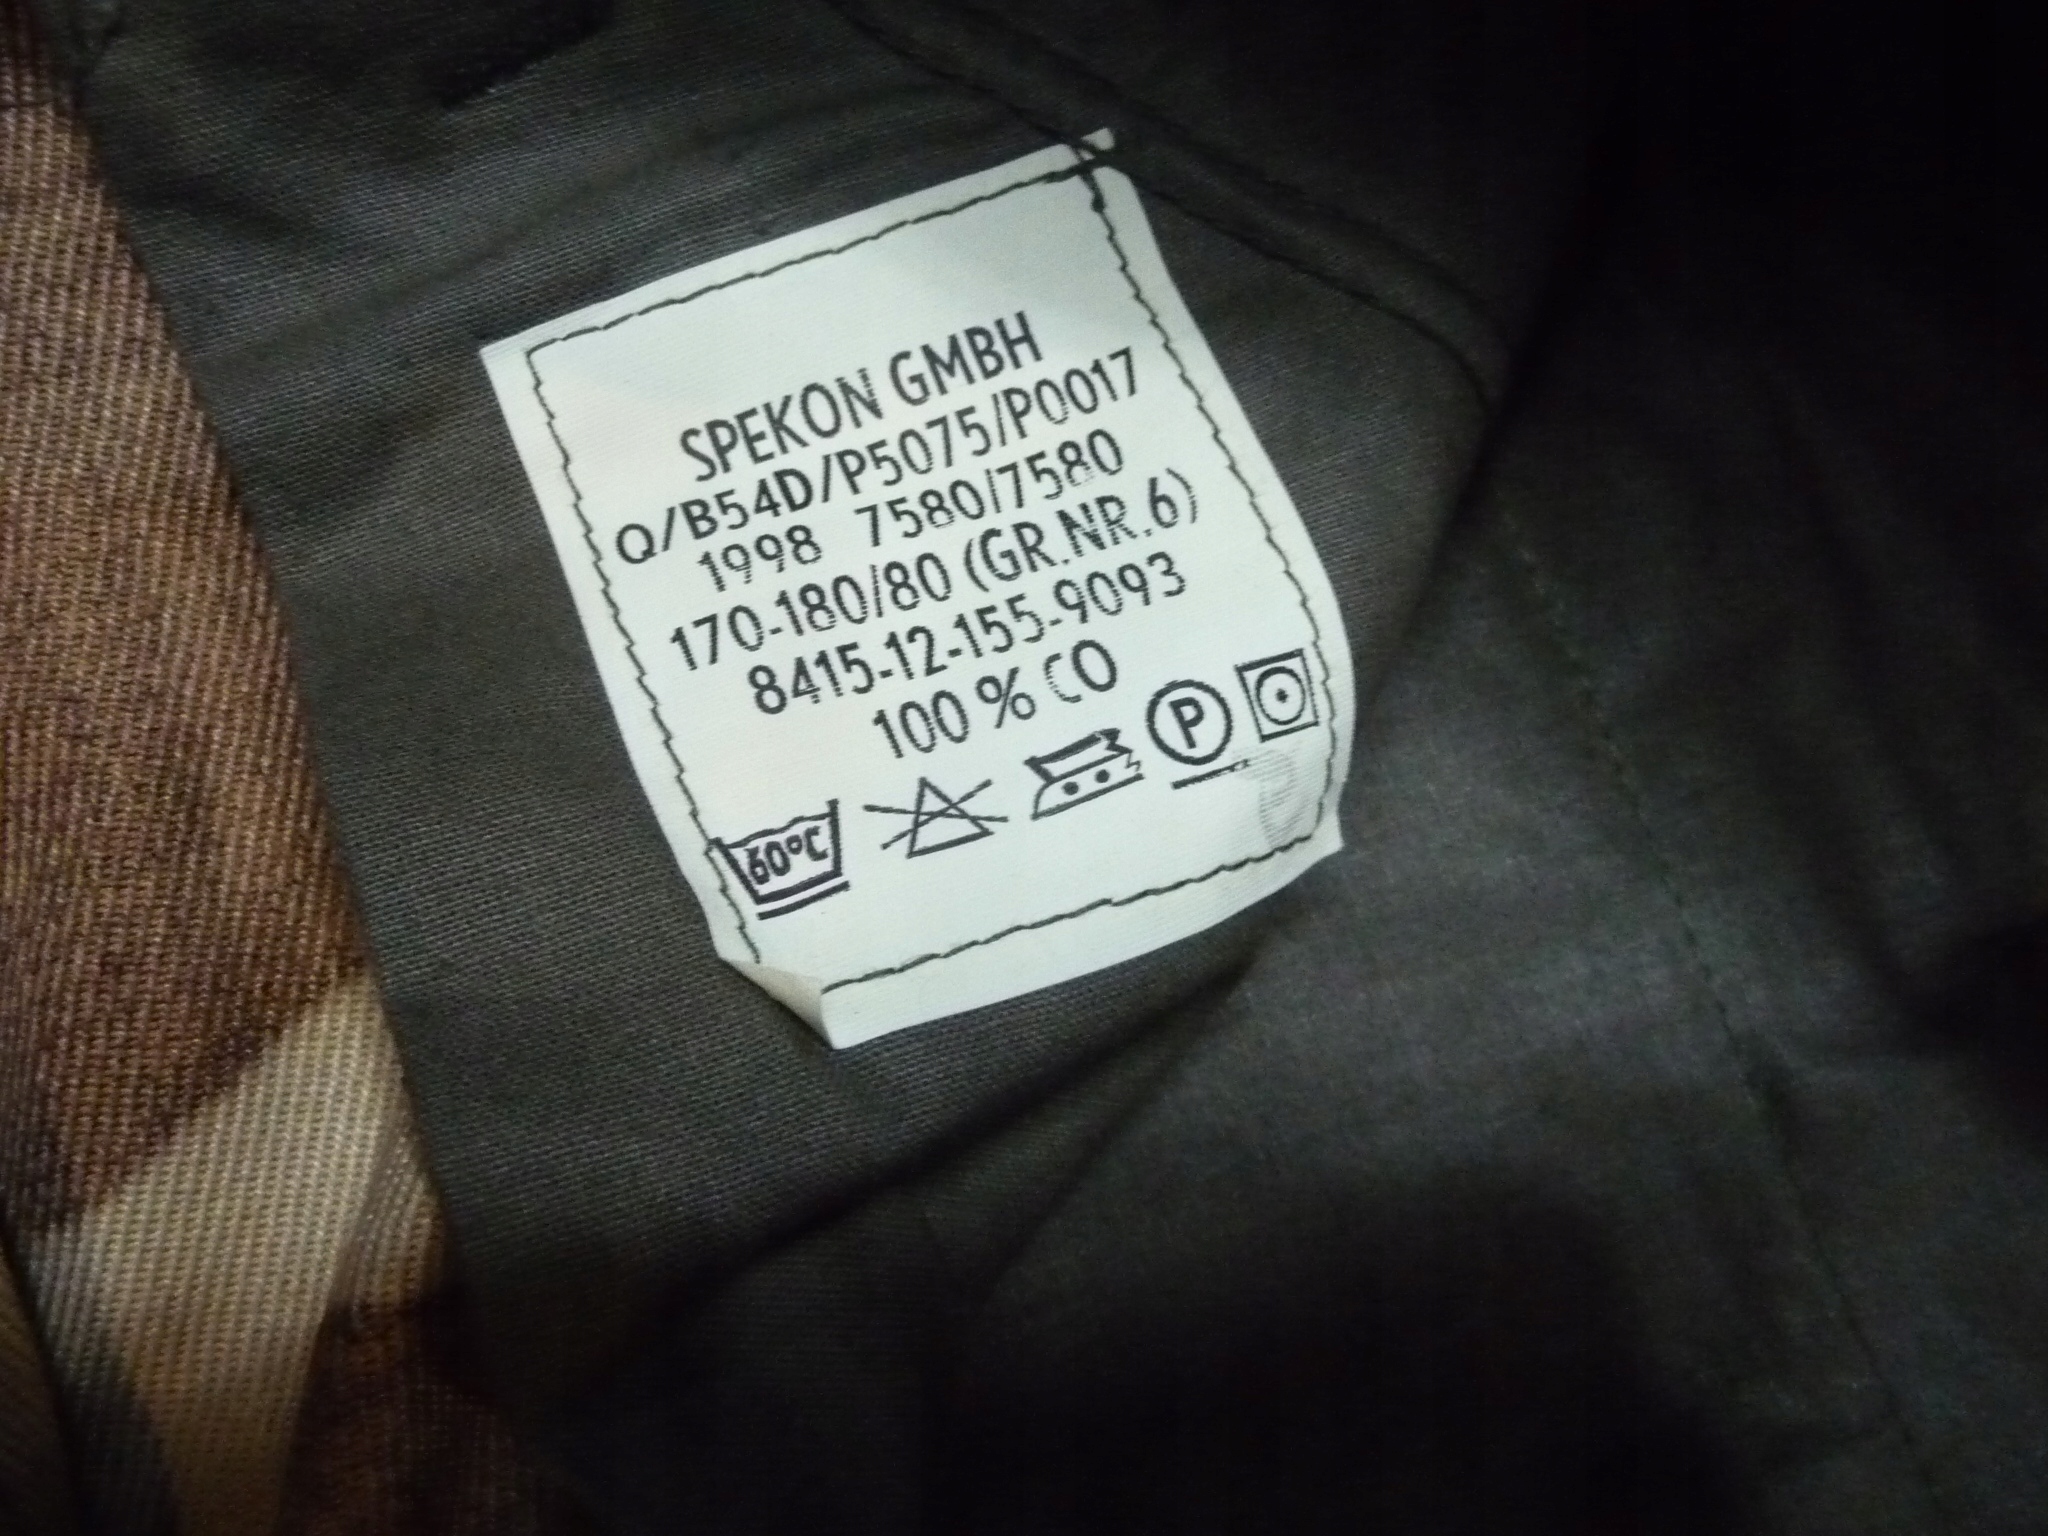 SPEKON GMBH
Q/B54D/P5075/P0017
1998 7580/7580
170-180/80 (GR.NR.6)
8415-12-155-9093
100 % CO
60°C
P